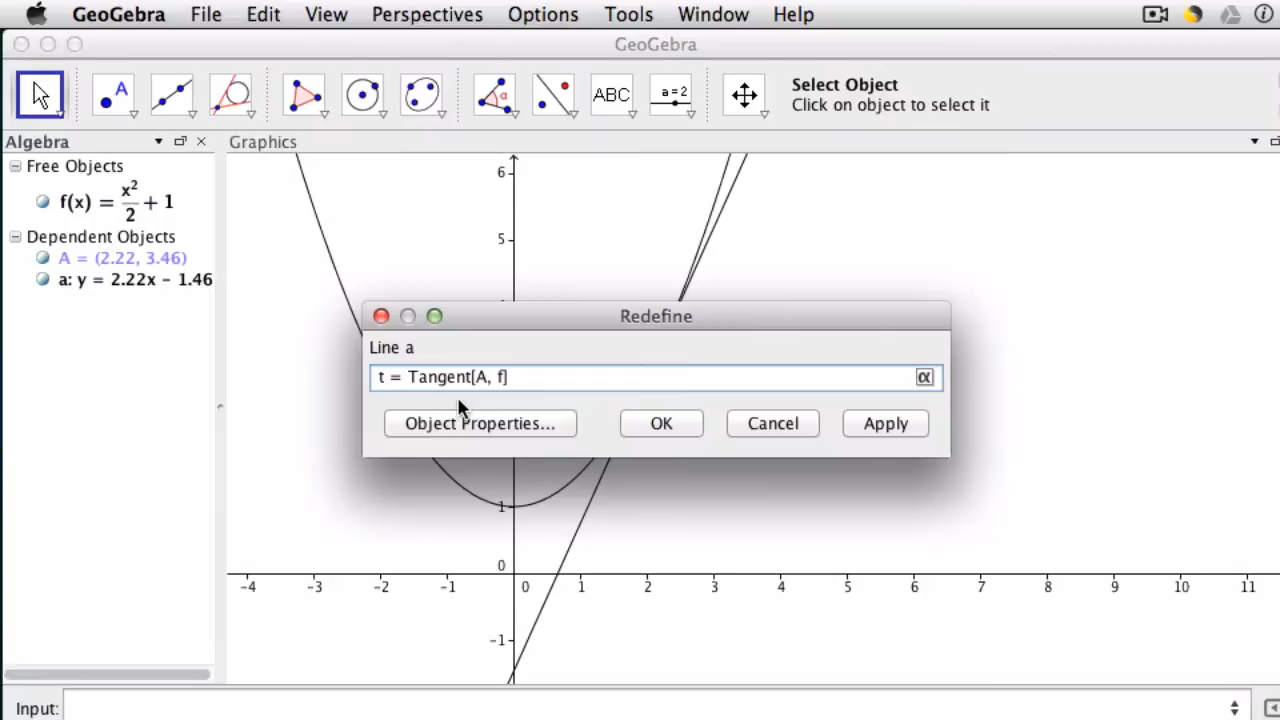 GeoGebra File Edit View Perspectives Options Tools Window Help
GeoGebra
A
α
ABC
a=2
Select Object
Click on object to select it
Algebra
Graphics
Free Objects
f(x) = x²/2 + 1
Dependent Objects
A = (2.22, 3.46)
a: y = 2.22x − 1.46
6
5
1
0
-1
-4 -3 -2 -1 0 1 2 3 4 5 6 7 8 9 10 11
Redefine
Line a
t = Tangent[A, f]
α
Object Properties... OK Cancel Apply
Input: